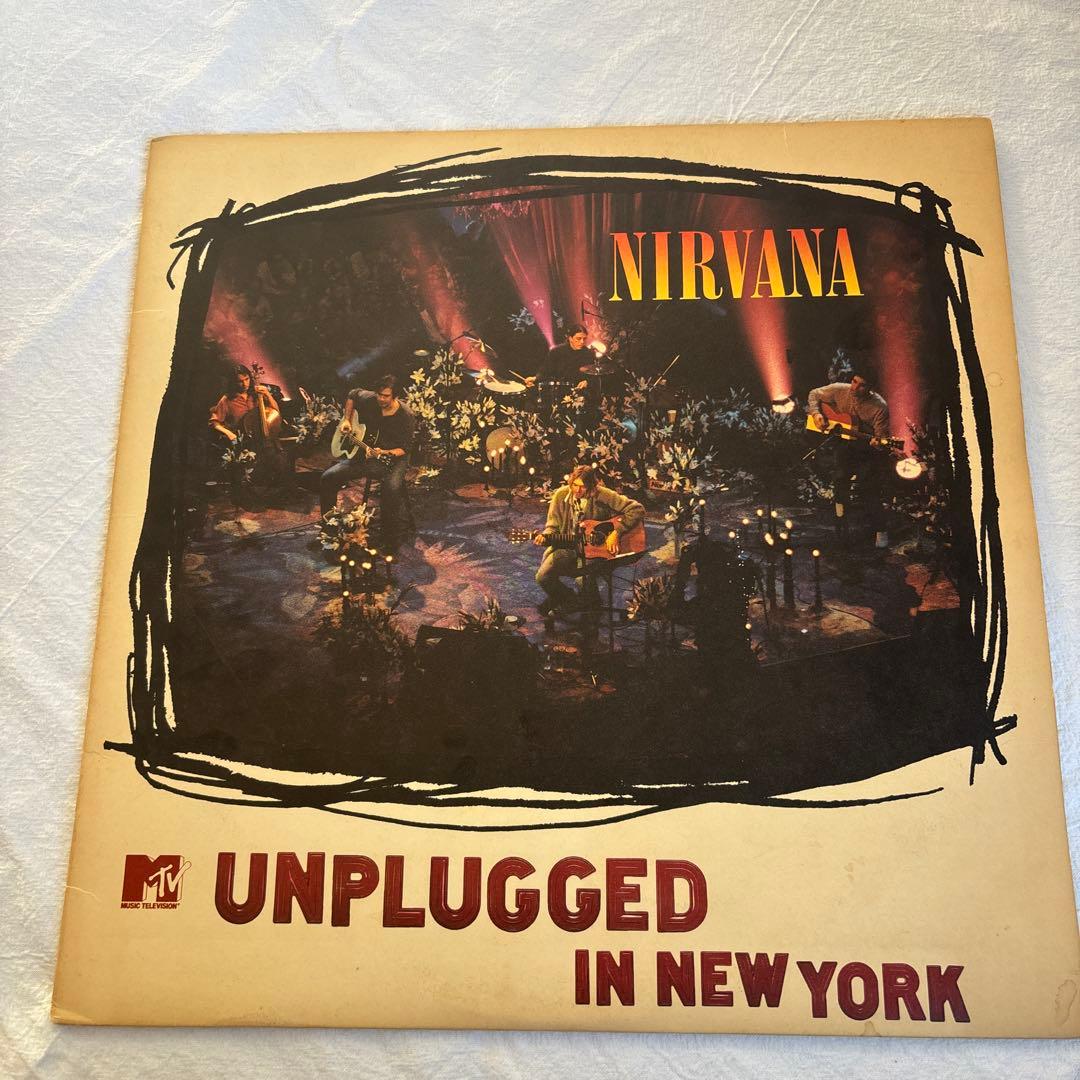 NIRVANA
MTV
MUSIC TELEVISION
UNPLUGGED
IN NEW YORK